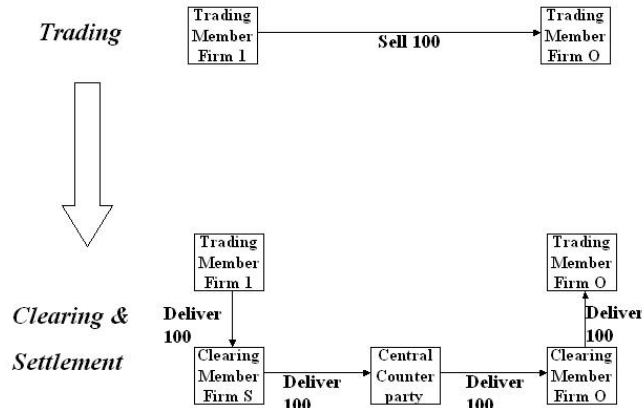 Trading
Trading
Member
Firm 1
Sell 100
Trading
Member
Firm O
Trading
Member
Firm 1
Trading
Member
Firm O
Clearing &
Settlement
Deliver
100
Deliver
100
Clearing
Member
Firm S
Deliver
100
Central
Counter
party
Deliver
100
Clearing
Member
Firm O